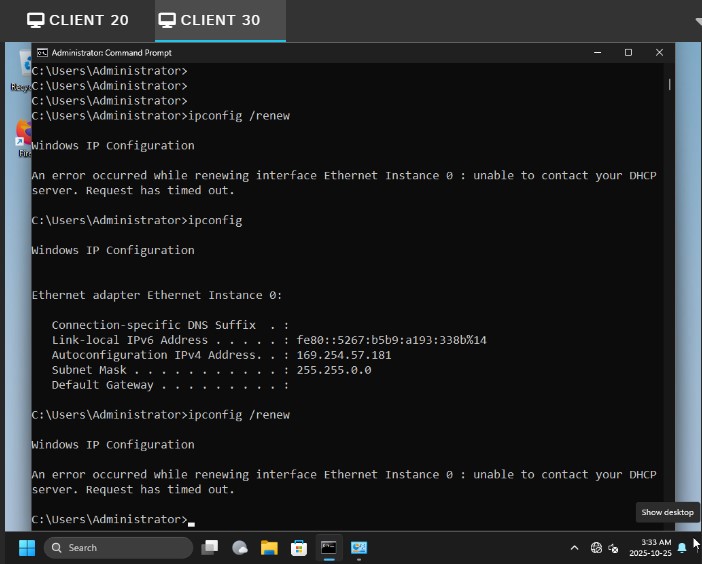 CLIENT 20
CLIENT 30
Administrator: Command Prompt
C:\Users\Administrator>
C:\Users\Administrator>
C:\Users\Administrator>
C:\Users\Administrator>ipconfig /renew
Windows IP Configuration
An error occurred while renewing interface Ethernet Instance 0 : unable to contact your DHCP
server. Request has timed out.
C:\Users\Administrator>ipconfig
Windows IP Configuration
Ethernet adapter Ethernet Instance 0:
Connection-specific DNS Suffix  . :
Link-local IPv6 Address . . . . . : fe80::5267:b5b9:a193:338b%14
Autoconfiguration IPv4 Address. . : 169.254.57.181
Subnet Mask . . . . . . . . . . . : 255.255.0.0
Default Gateway . . . . . . . . . :
C:\Users\Administrator>ipconfig /renew
Windows IP Configuration
An error occurred while renewing interface Ethernet Instance 0 : unable to contact your DHCP
server. Request has timed out.
C:\Users\Administrator>
Show desktop
Search
3:33 AM
2025-10-25